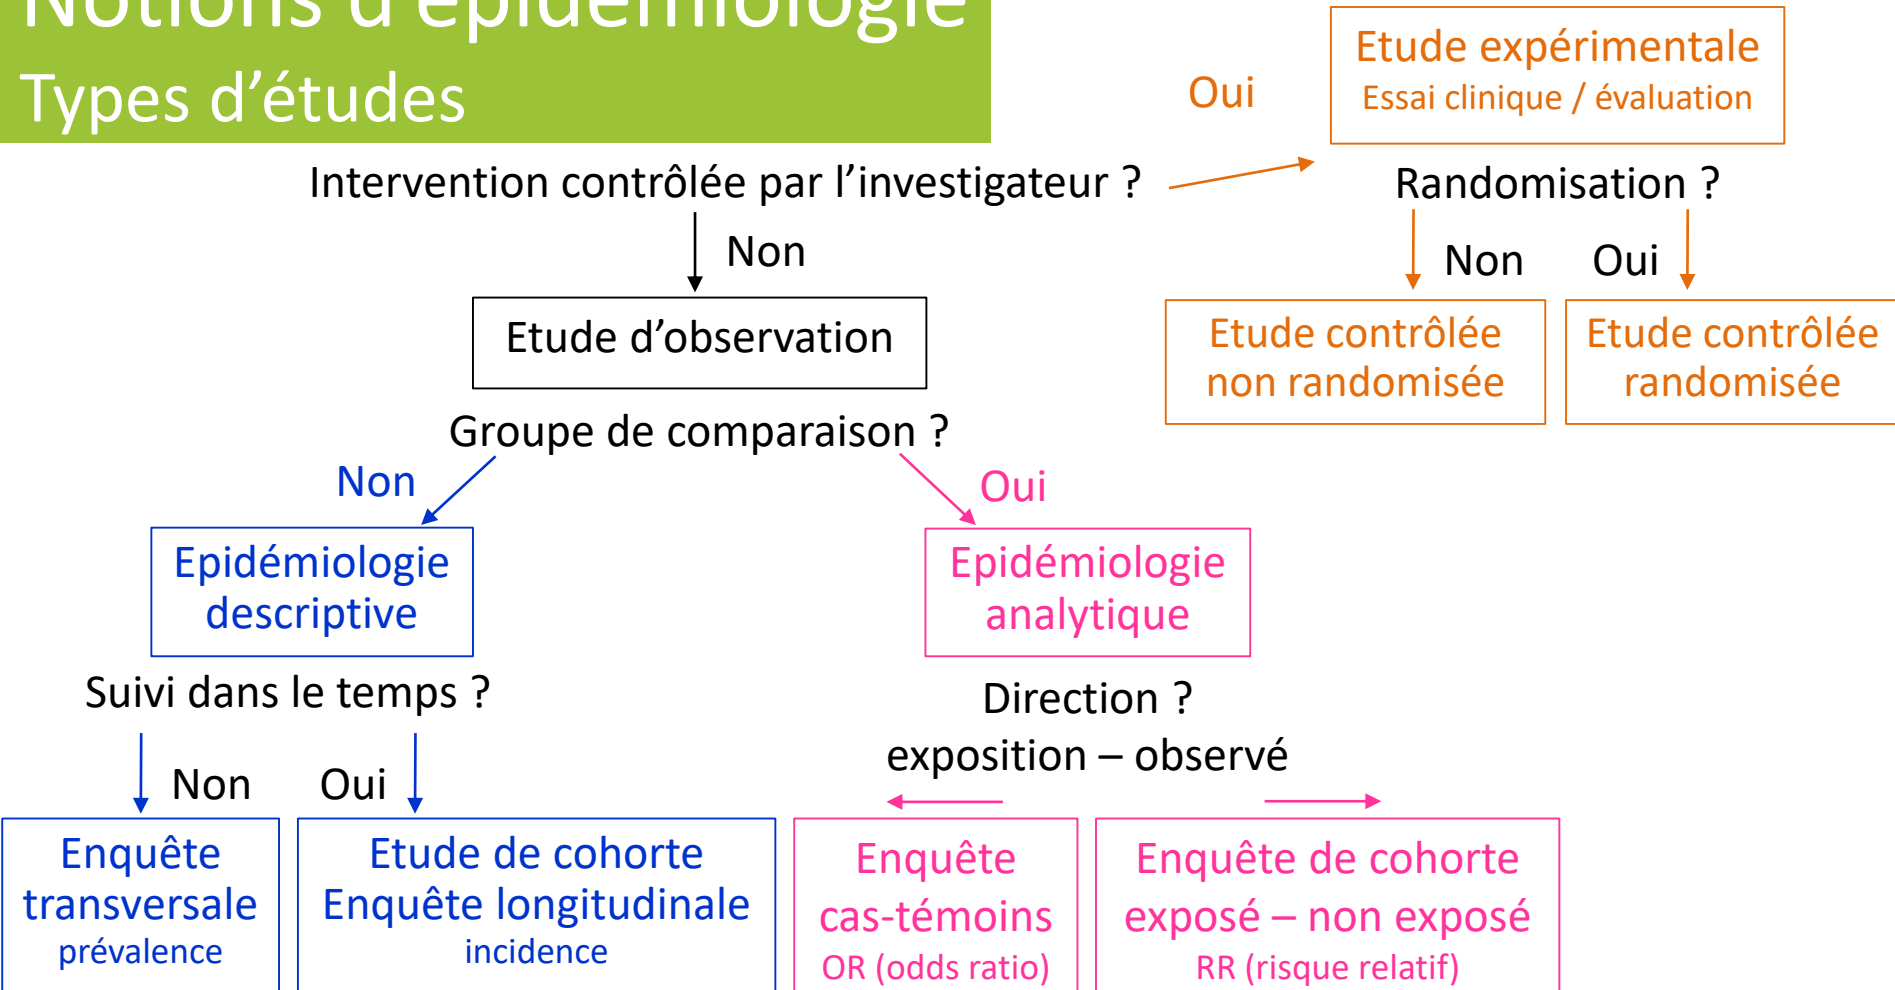 Notions d'épidémiologie
Types d’études
Oui
Etude expérimentale
Essai clinique / évaluation
Intervention contrôlée par l’investigateur ?
Randomisation ?
Non
Non
Oui
Etude d’observation
Etude contrôlée
non randomisée
Etude contrôlée
randomisée
Groupe de comparaison ?
Non
Oui
Epidémiologie
descriptive
Epidémiologie
analytique
Suivi dans le temps ?
Direction ?
exposition – observé
Non
Oui
Enquête
transversale
prévalence
Etude de cohorte
Enquête longitudinale
incidence
Enquête
cas-témoins
OR (odds ratio)
Enquête de cohorte
exposé – non exposé
RR (risque relatif)